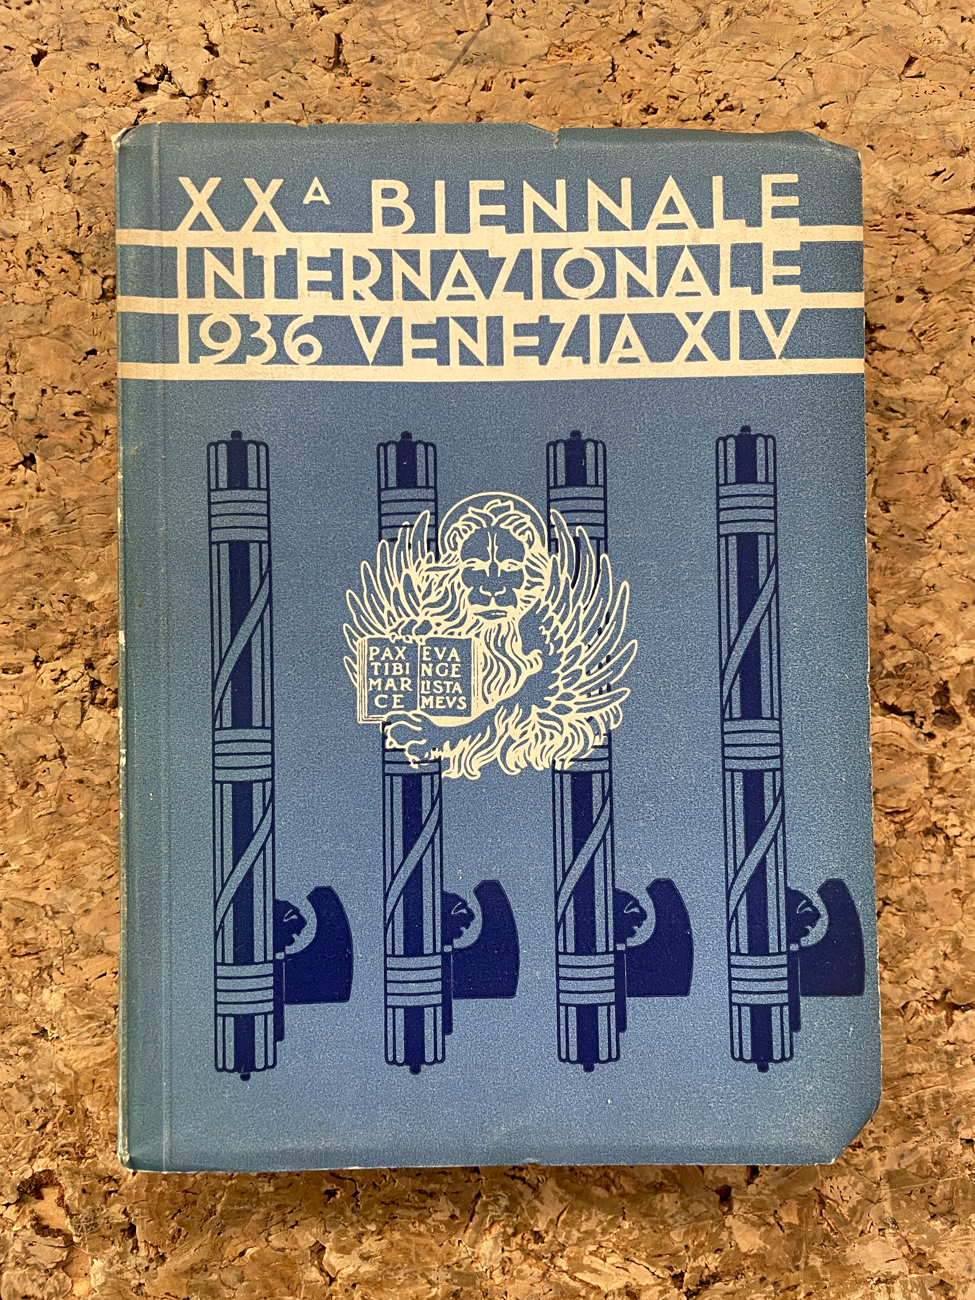 XXᴬ BIENNALE
INTERNAZIONALE
1936 VENEZIA XIV
PAX
TIBI
MAR
CE
EVA
NGE
LISTA
MEVS